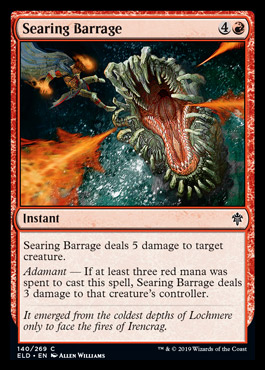 Searing Barrage 4
Instant
Searing Barrage deals 5 damage to target
creature.
Adamant — If at least three red mana was
spent to cast this spell, Searing Barrage deals
3 damage to that creature's controller.
It emerged from the coldest depths of Lochmere
only to face the fires of Irencrag.
140/269 C
ELD • EN Allen Williams ™ & © 2019 Wizards of the Coast